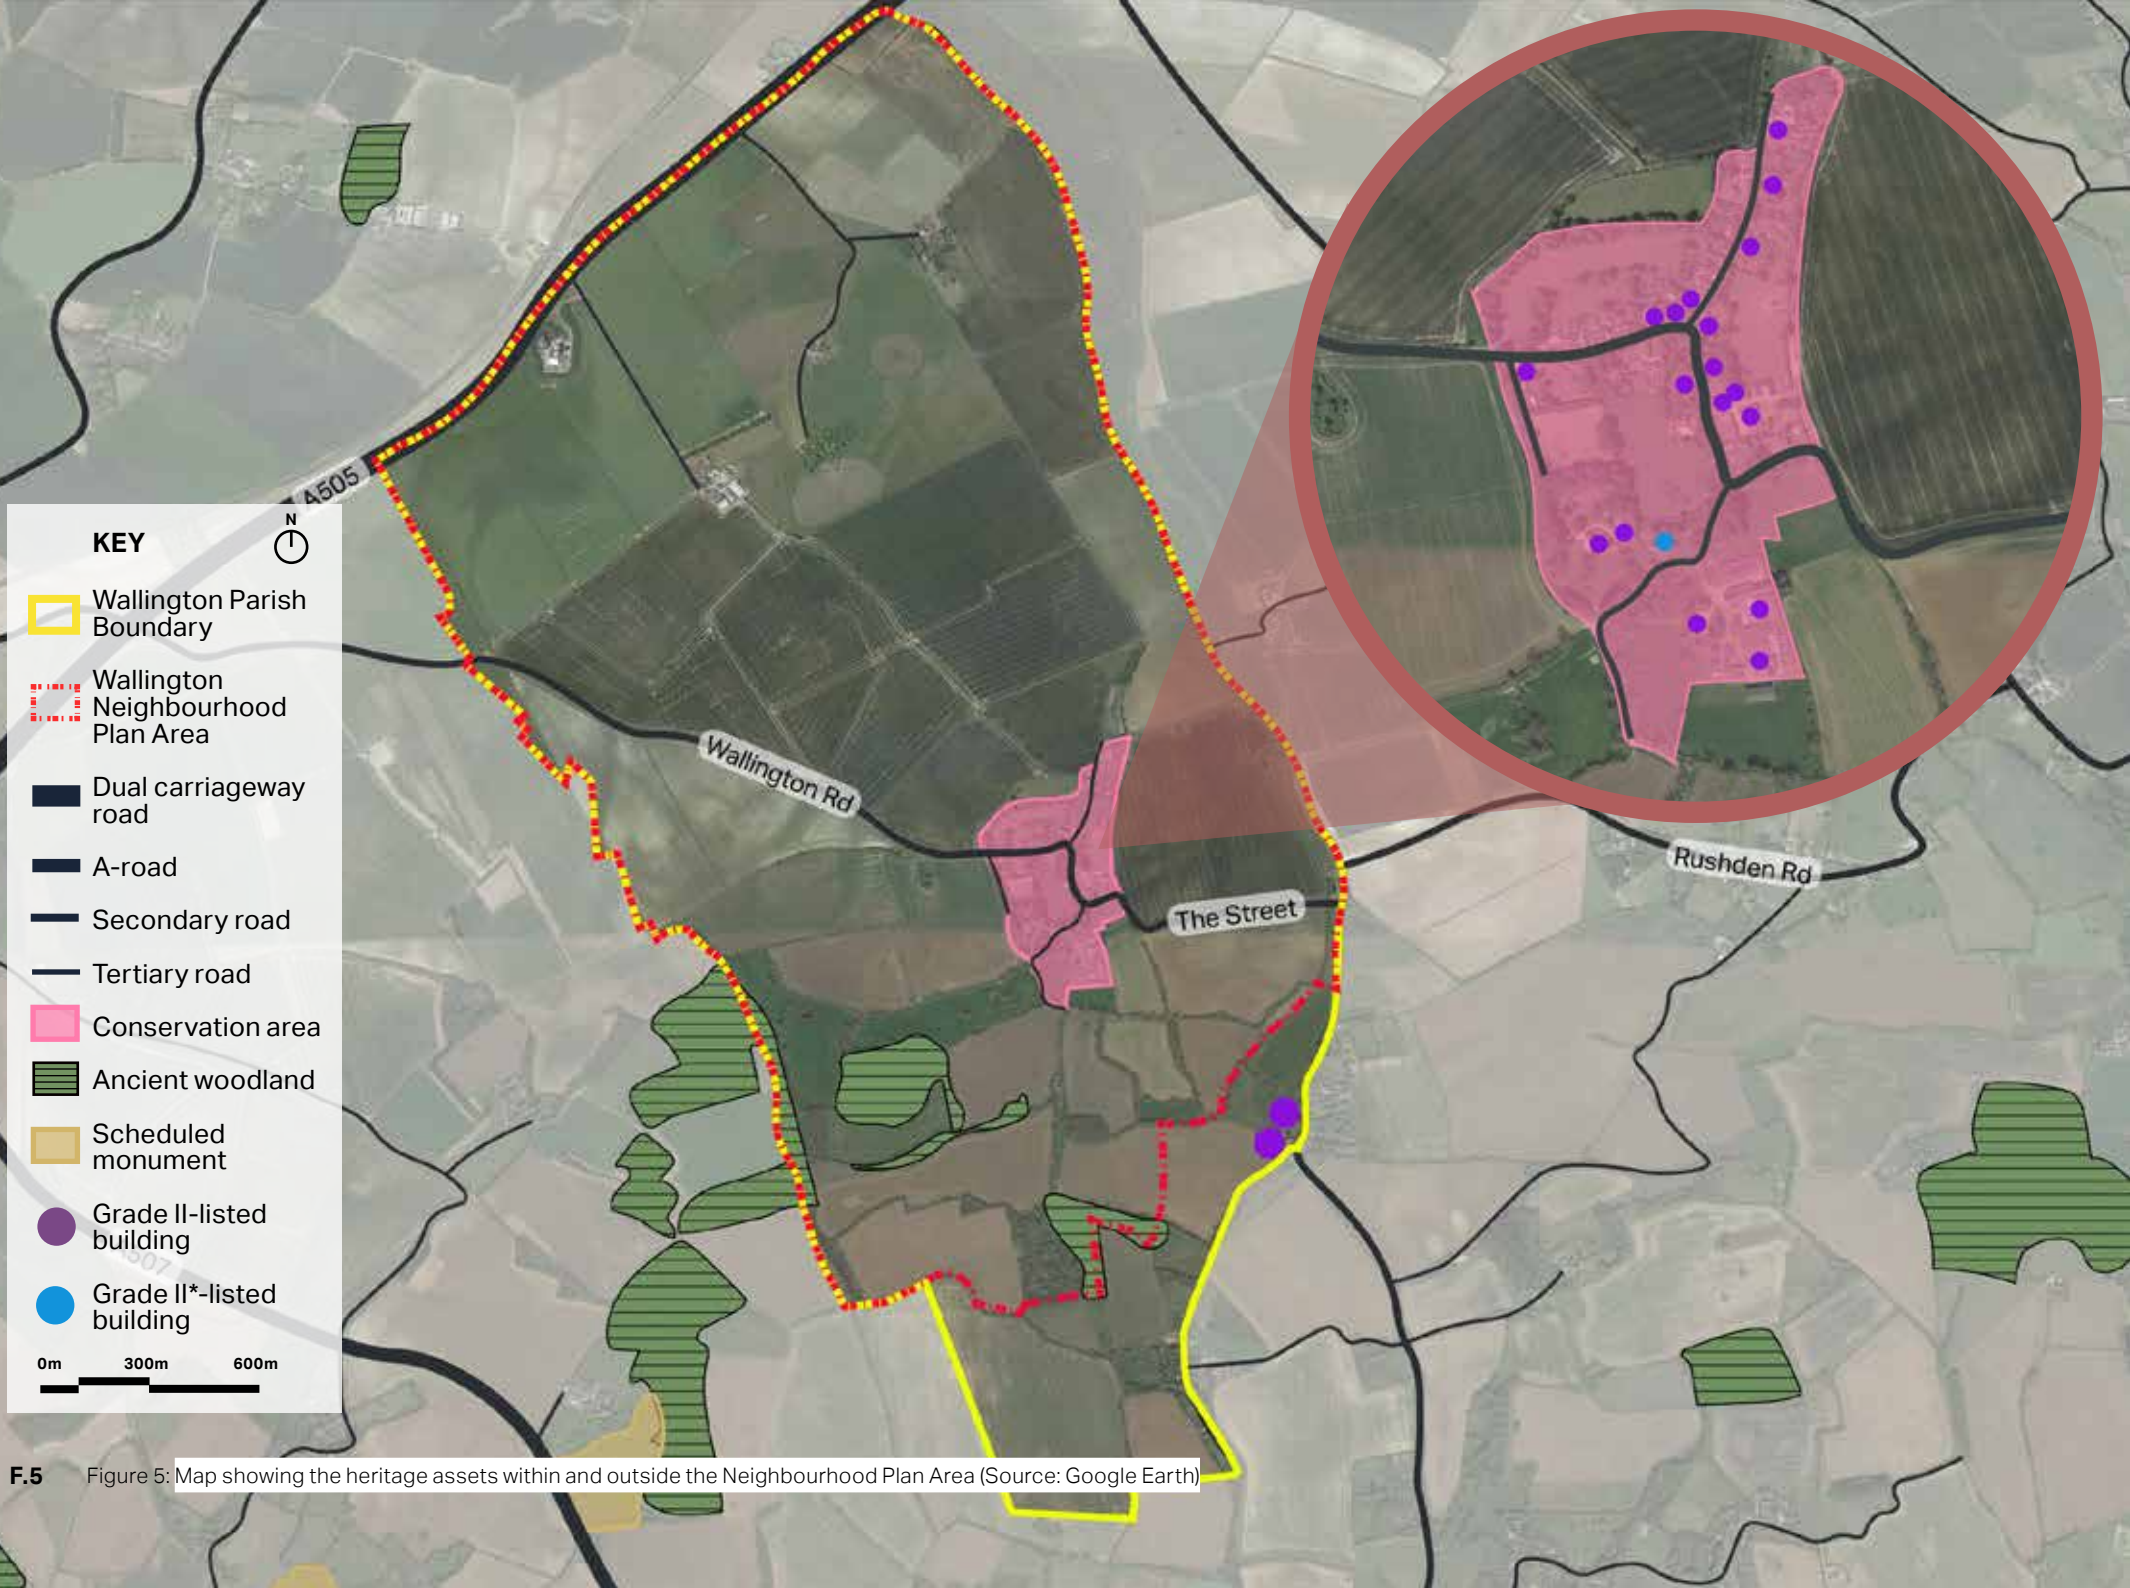 A505
KEY
N
Wallington Parish
Boundary
Wallington
Neighbourhood
Plan Area
Dual carriageway
road
A-road
Secondary road
Tertiary road
Conservation area
Ancient woodland
Scheduled
monument
Grade II-listed
building
Grade II*-listed
building
0m 300m 600m
A507
Wallington Rd
The Street
Rushden Rd
F.5 Figure 5: Map showing the heritage assets within and outside the Neighbourhood Plan Area (Source: Google Earth)